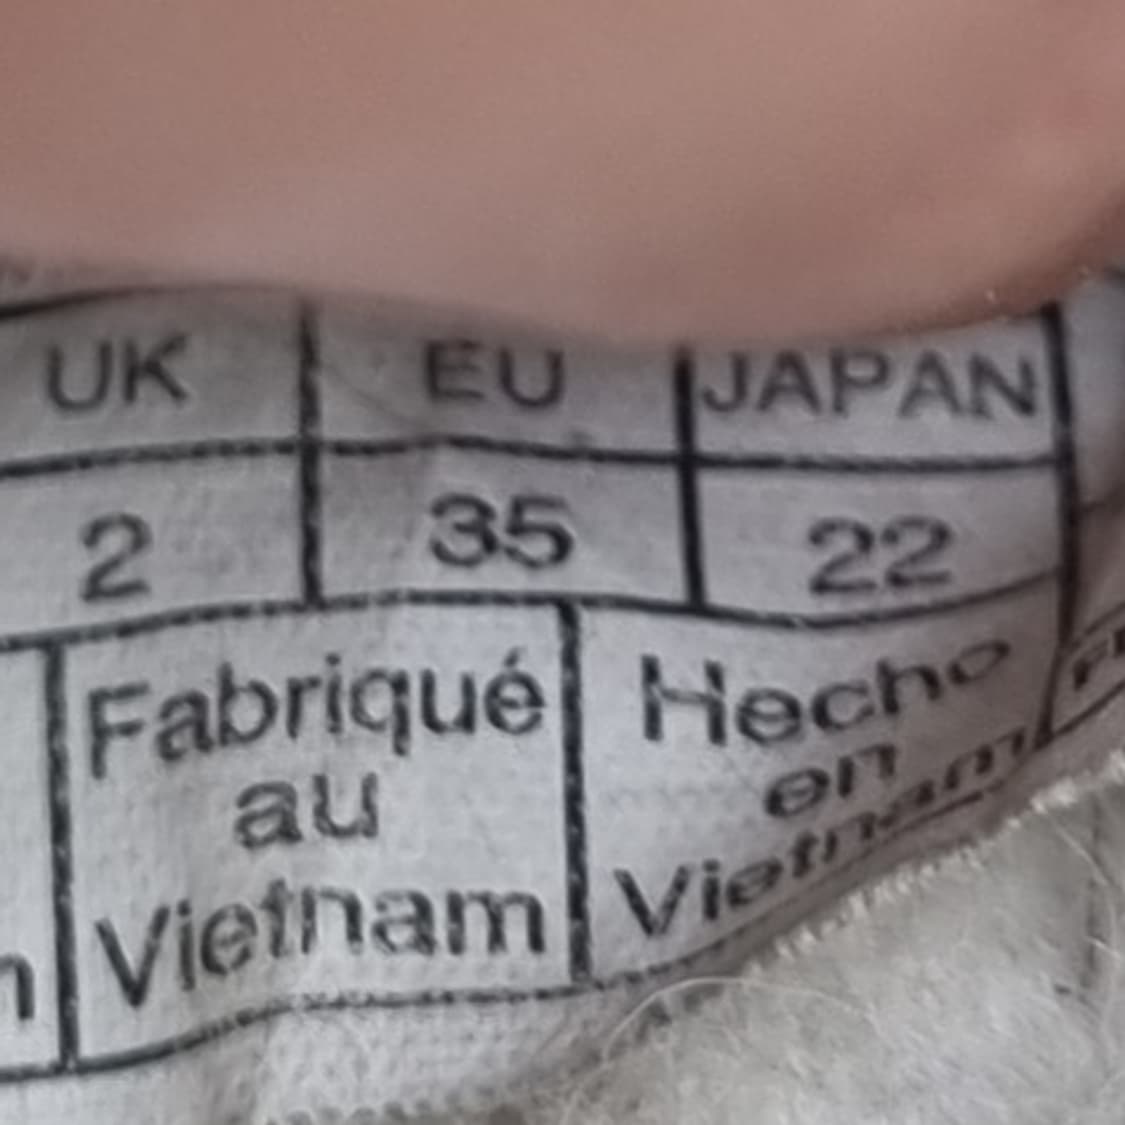 UK EU JAPAN
2 35 22
Fabriqué
au
Vietnam
Hecho
en
Vietnam